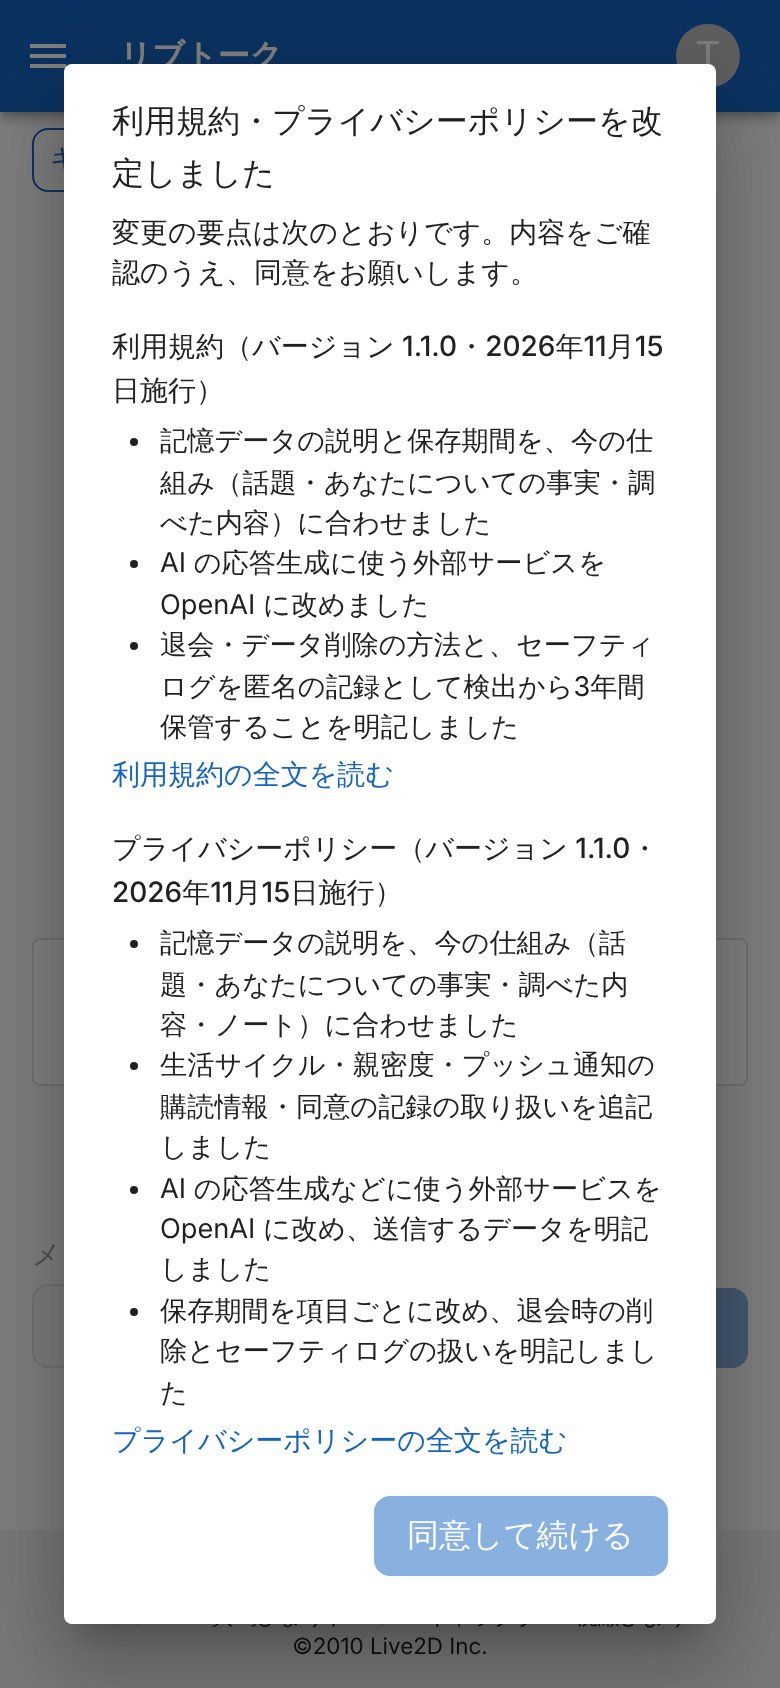 リブトーク
T
利用規約・プライバシーポリシーを改
定しました
変更の要点は次のとおりです。内容をご確
認のうえ、同意をお願いします。
利用規約（バージョン 1.1.0・2026年11月15
日施行）
• 記憶データの説明と保存期間を、今の仕
組み（話題・あなたについての事実・調
べた内容）に合わせました
• AI の応答生成に使う外部サービスを
OpenAI に改めました
• 退会・データ削除の方法と、セーフティ
ログを匿名の記録として検出から3年間
保管することを明記しました
利用規約の全文を読む
プライバシーポリシー（バージョン 1.1.0・
2026年11月15日施行）
• 記憶データの説明を、今の仕組み（話
題・あなたについての事実・調べた内
容・ノート）に合わせました
• 生活サイクル・親密度・プッシュ通知の
購読情報・同意の記録の取り扱いを追記
しました
• AI の応答生成などに使う外部サービスを
OpenAI に改め、送信するデータを明記
しました
• 保存期間を項目ごとに改め、退会時の削
除とセーフティログの扱いを明記しまし
た
プライバシーポリシーの全文を読む
メ
同意して続ける
©2010 Live2D Inc.